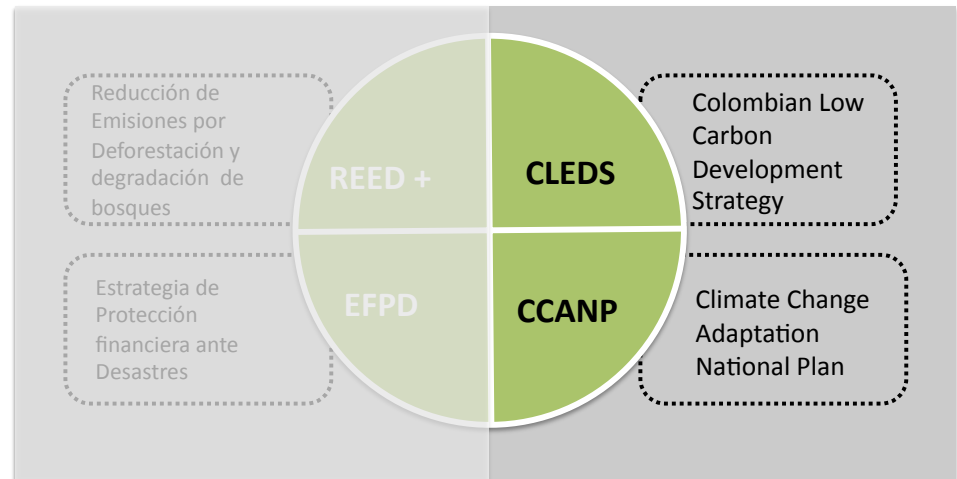 Reducción de
Emisiones por
Deforestación y
degradación de
bosques
REED +
CLEDS
Colombian Low
Carbon
Development
Strategy
Estrategia de
Protección
financiera ante
Desastres
EFPD
CCANP
Climate Change
Adaptation
National Plan